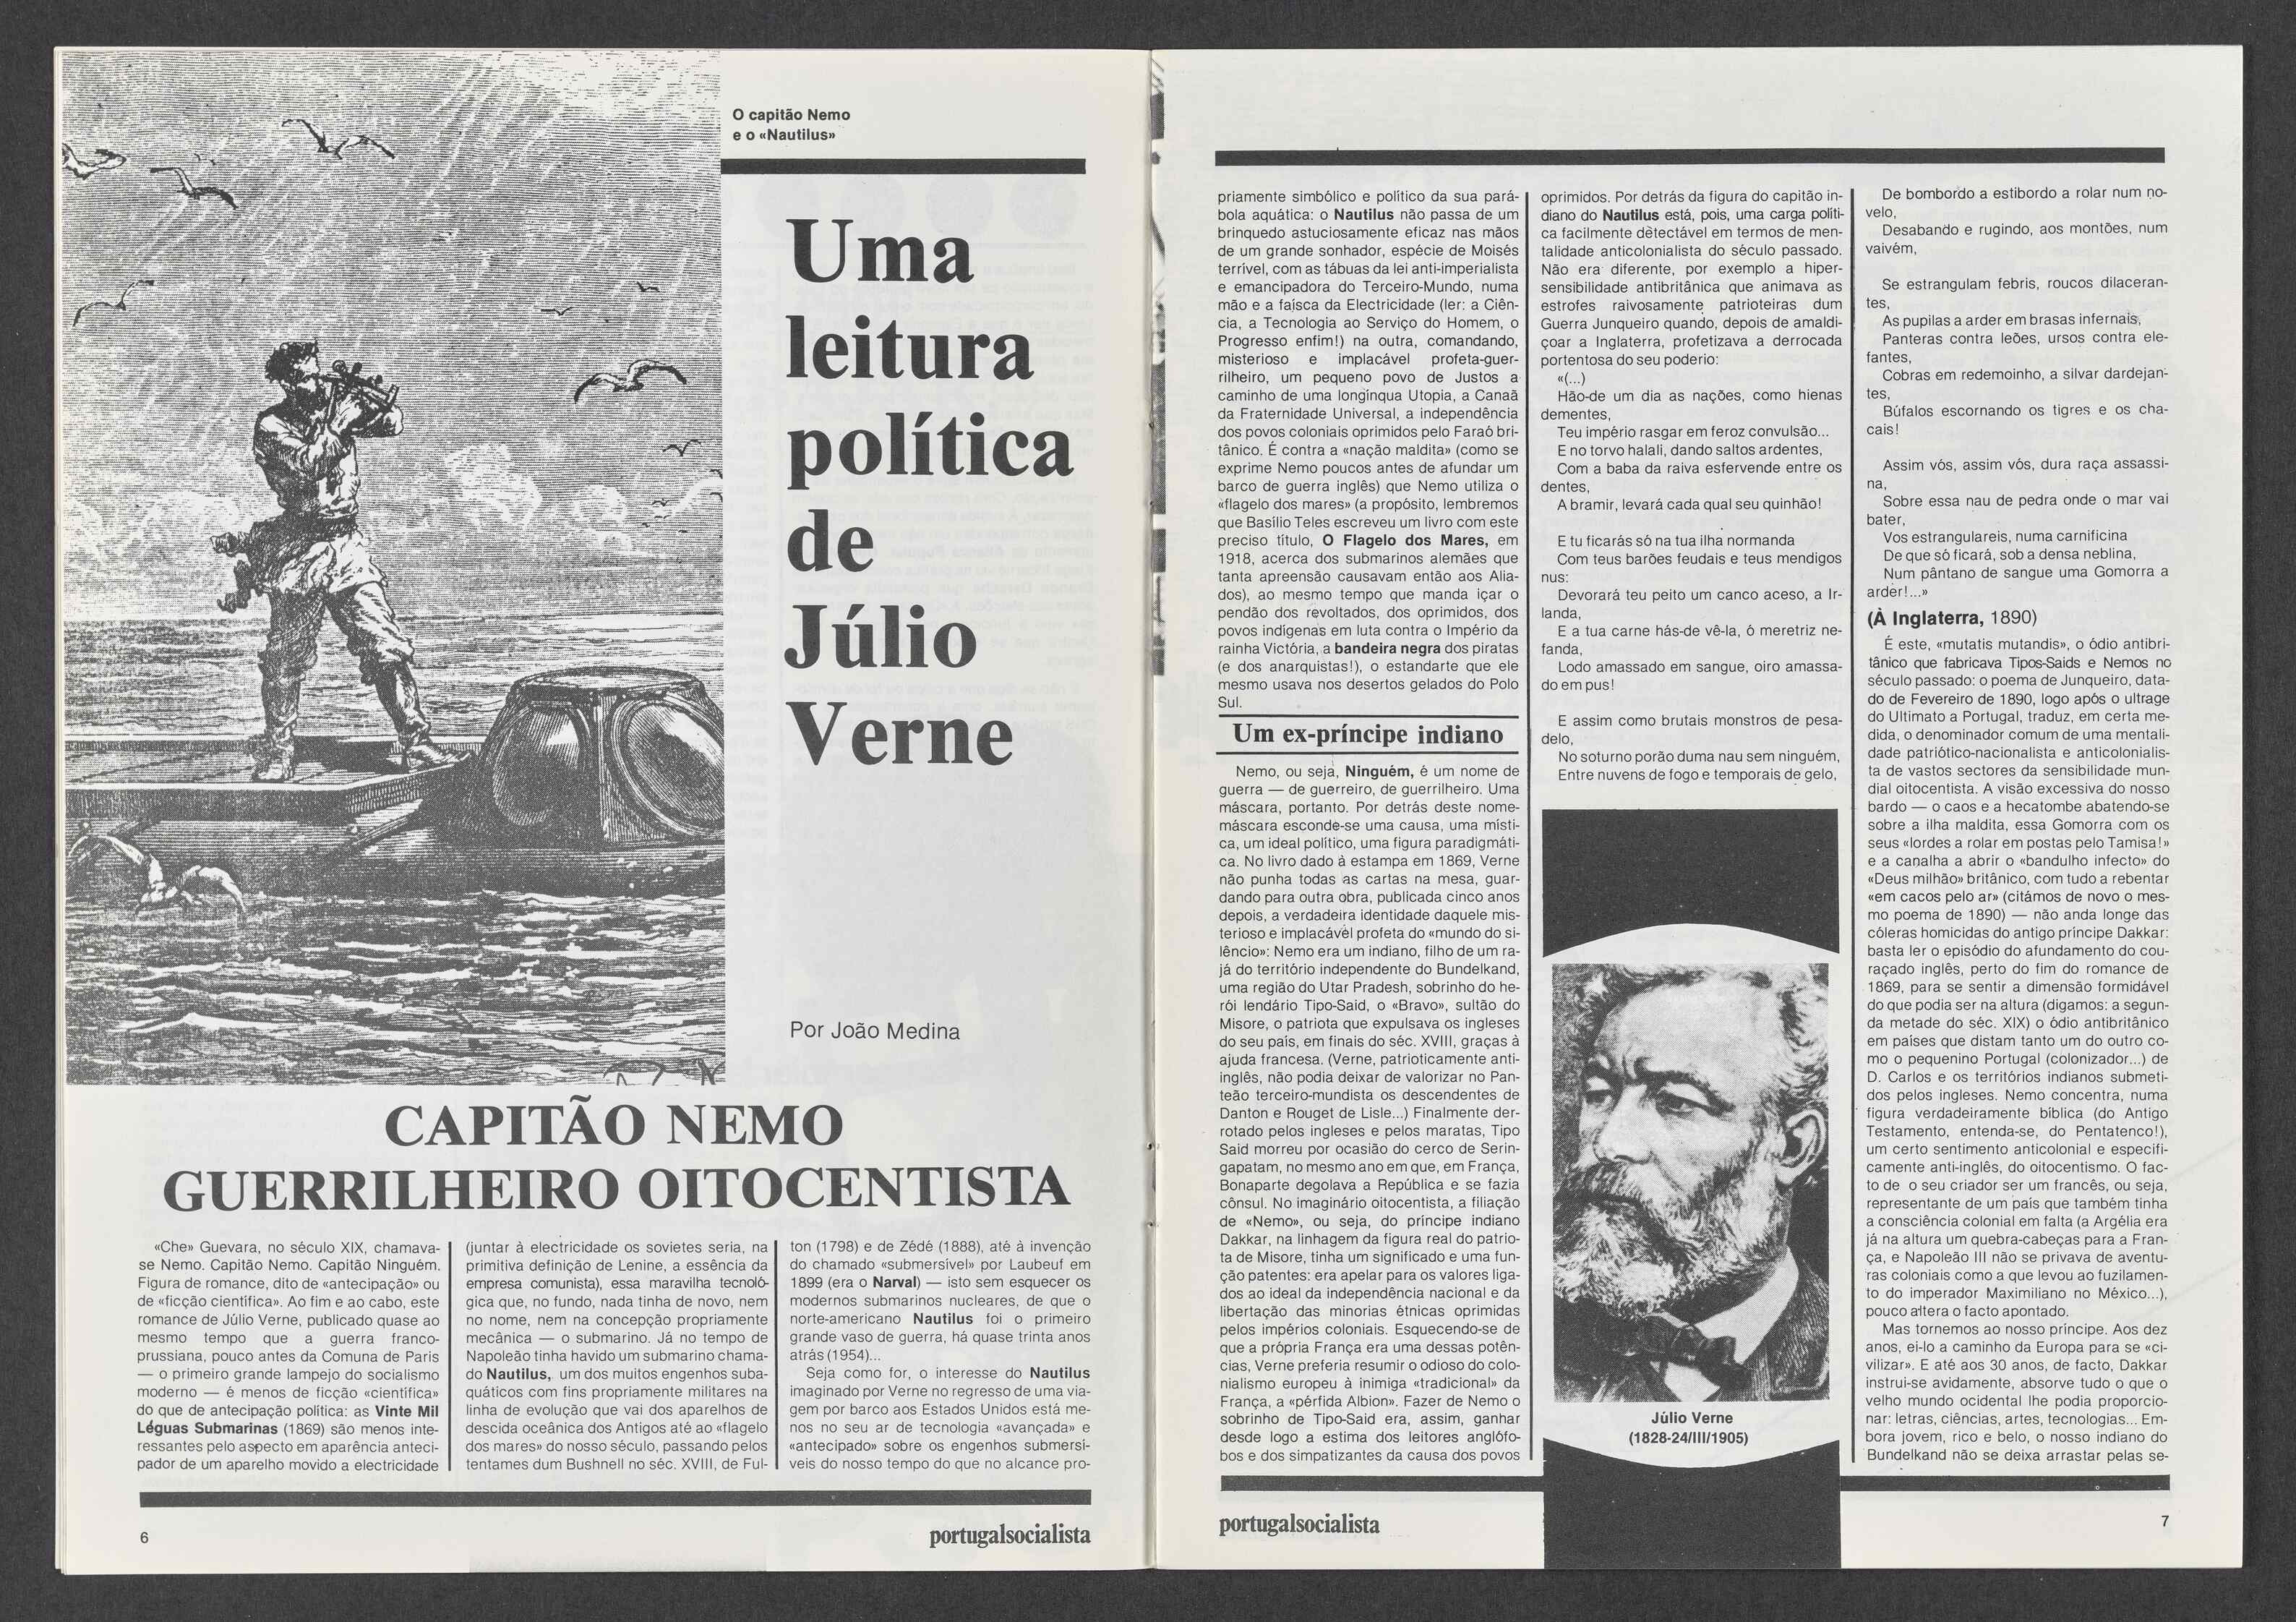 O capitão Nemo
e o «Nautilus»
Uma
leitura
política
de
Júlio
Verne
Por João Medina
CAPITÃO NEMO
GUERRILHEIRO OITOCENTISTA
«Che» Guevara, no século XIX, chamava-
se Nemo. Capitão Nemo. Capitão Ninguém.
Figura de romance, dito de «antecipação» ou
de «ficção científica». Ao fim e ao cabo, este
romance de Júlio Verne, publicado quase ao
mesmo tempo que a guerra franco-
prussiana, pouco antes da Comuna de Paris
— o primeiro grande lampejo do socialismo
moderno — é menos de ficção «científica»
do que de antecipação política: as Vinte Mil
Léguas Submarinas (1869) são menos inte-
ressantes pelo aspecto em aparência anteci-
pador de um aparelho movido a electricidade
(juntar à electricidade os sovietes seria, na
primitiva definição de Lenine, a essência da
empresa comunista), essa maravilha tecnoló-
gica que, no fundo, nada tinha de novo, nem
no nome, nem na concepção propriamente
mecânica — o submarino. Já no tempo de
Napoleão tinha havido um submarino chama-
do Nautilus, um dos muitos engenhos suba-
quáticos com fins propriamente militares na
linha de evolução que vai dos aparelhos de
descida oceânica dos Antigos até ao «flagelo
dos mares» do nosso século, passando pelos
tentames dum Bushnell no séc. XVIII, de Ful-
ton (1798) e de Zédé (1888), até à invenção
do chamado «submersível» por Laubeuf em
1899 (era o Narval) — isto sem esquecer os
modernos submarinos nucleares, de que o
norte-americano Nautilus foi o primeiro
grande vaso de guerra, há quase trinta anos
atrás (1954)...
Seja como for, o interesse do Nautilus
imaginado por Verne no regresso de uma via-
gem por barco aos Estados Unidos está me-
nos no seu ar de tecnologia «avançada» e
«antecipado» sobre os engenhos submersí-
veis do nosso tempo do que no alcance pro-
6
portugalsocialista
priamente simbólico e político da sua pará-
bola aquática: o Nautilus não passa de um
brinquedo astuciosamente eficaz nas mãos
de um grande sonhador, espécie de Moisés
terrível, com as tábuas da lei anti-imperialista
e emancipadora do Terceiro-Mundo, numa
mão e a faísca da Electricidade (ler: a Ciên-
cia, a Tecnologia ao Serviço do Homem, o
Progresso enfim!) na outra, comandando,
misterioso e implacável profeta-guer-
rilheiro, um pequeno povo de Justos a
caminho de uma longínqua Utopia, a Canaã
da Fraternidade Universal, a independência
dos povos coloniais oprimidos pelo Faraó bri-
tânico. É contra a «nação maldita» (como se
exprime Nemo poucos antes de afundar um
barco de guerra inglês) que Nemo utiliza o
«flagelo dos mares» (a propósito, lembremos
que Basílio Teles escreveu um livro com este
preciso título, O Flagelo dos Mares, em
1918, acerca dos submarinos alemães que
tanta apreensão causavam então aos Alia-
dos), ao mesmo tempo que manda içar o
pendão dos revoltados, dos oprimidos, dos
povos indígenas em luta contra o Império da
rainha Victória, a bandeira negra dos piratas
(e dos anarquistas!), o estandarte que ele
mesmo usava nos desertos gelados do Polo
Sul.
Um ex-príncipe indiano
Nemo, ou seja, Ninguém, é um nome de
guerra — de guerreiro, de guerrilheiro. Uma
máscara, portanto. Por detrás deste nome-
máscara esconde-se uma causa, uma místi-
ca, um ideal político, uma figura paradigmáti-
ca. No livro dado à estampa em 1869, Verne
não punha todas as cartas na mesa, guar-
dando para outra obra, publicada cinco anos
depois, a verdadeira identidade daquele mis-
terioso e implacável profeta do «mundo do si-
lêncio»: Nemo era um indiano, filho de um ra-
já do território independente do Bundelkand,
uma região do Utar Pradesh, sobrinho do he-
rói lendário Tipo-Said, o «Bravo», sultão do
Misore, o patriota que expulsava os ingleses
do seu país, em finais do séc. XVIII, graças à
ajuda francesa. (Verne, patrioticamente anti-
inglês, não podia deixar de valorizar no Pan-
teão terceiro-mundista os descendentes de
Danton e Rouget de Lisle...) Finalmente der-
rotado pelos ingleses e pelos maratas, Tipo
Said morreu por ocasião do cerco de Serin-
gapatam, no mesmo ano em que, em França,
Bonaparte degolava a República e se fazia
cônsul. No imaginário oitocentista, a filiação
de «Nemo», ou seja, do príncipe indiano
Dakkar, na linhagem da figura real do patrio-
ta de Misore, tinha um significado e uma fun-
ção patentes: era apelar para os valores liga-
dos ao ideal da independência nacional e da
libertação das minorias étnicas oprimidas
pelos impérios coloniais. Esquecendo-se de
que a própria França era uma dessas potên-
cias, Verne preferia resumir o odioso do colo-
nialismo europeu à inimiga «tradicional» da
França, a «pérfida Albion». Fazer de Nemo o
sobrinho de Tipo-Said era, assim, ganhar
desde logo a estima dos leitores anglófo-
bos e dos simpatizantes da causa dos povos
oprimidos. Por detrás da figura do capitão in-
diano do Nautilus está, pois, uma carga políti-
ca facilmente dètectável em termos de men-
talidade anticolonialista do século passado.
Não era diferente, por exemplo a hiper-
sensibilidade antibritânica que animava as
estrofes raivosamente patrioteiras dum
Guerra Junqueiro quando, depois de amaldi-
çoar a Inglaterra, profetizava a derrocada
portentosa do seu poderio:
«(...)
Hão-de um dia as nações, como hienas
dementes,
Teu império rasgar em feroz convulsão...
E no torvo halali, dando saltos ardentes,
Com a baba da raiva esfervende entre os
dentes,
A bramir, levará cada qual seu quinhão!
E tu ficarás só na tua ilha normanda
Com teus barões feudais e teus mendigos
nus:
Devorará teu peito um canco aceso, a Ir-
landa,
E a tua carne hás-de vê-la, ó meretriz ne-
fanda,
Lodo amassado em sangue, oiro amassa-
do em pus!
E assim como brutais monstros de pesa-
delo,
No soturno porão duma nau sem ninguém,
Entre nuvens de fogo e temporais de gelo,
Júlio Verne
(1828-24/III/1905)
De bombordo a estibordo a rolar num no-
velo,
Desabando e rugindo, aos montões, num
vaivém,
Se estrangulam febris, roucos dilaceran-
tes,
As pupilas a arder em brasas infernais,
Panteras contra leões, ursos contra ele-
fantes,
Cobras em redemoinho, a silvar dardejan-
tes,
Búfalos escornando os tigres e os cha-
cais!
Assim vós, assim vós, dura raça assassi-
na,
Sobre essa nau de pedra onde o mar vai
bater,
Vos estrangulareis, numa carnificina
De que só ficará, sob a densa neblina,
Num pântano de sangue uma Gomorra a
arder!...»
(À Inglaterra, 1890)
É este, «mutatis mutandis», o ódio antibri-
tânico que fabricava Tipos-Saids e Nemos no
século passado: o poema de Junqueiro, data-
do de Fevereiro de 1890, logo após o ultrage
do Ultimato a Portugal, traduz, em certa me-
dida, o denominador comum de uma mentali-
dade patriótico-nacionalista e anticolonialis-
ta de vastos sectores da sensibilidade mun-
dial oitocentista. A visão excessiva do nosso
bardo — o caos e a hecatombe abatendo-se
sobre a ilha maldita, essa Gomorra com os
seus «lordes a rolar em postas pelo Tamisa!»
e a canalha a abrir o «bandulho infecto» do
«Deus milhão» britânico, com tudo a rebentar
«em cacos pelo ar» (citámos de novo o mes-
mo poema de 1890) — não anda longe das
cóleras homicidas do antigo príncipe Dakkar:
basta ler o episódio do afundamento do cou-
raçado inglês, perto do fim do romance de
1869, para se sentir a dimensão formidável
do que podia ser na altura (digamos: a segun-
da metade do séc. XIX) o ódio antibritânico
em países que distam tanto um do outro co-
mo o pequenino Portugal (colonizador...) de
D. Carlos e os territórios indianos submeti-
dos pelos ingleses. Nemo concentra, numa
figura verdadeiramente bíblica (do Antigo
Testamento, entenda-se, do Pentatenco!),
um certo sentimento anticolonial e especifi-
camente anti-inglês, do oitocentismo. O fac-
to de o seu criador ser um francês, ou seja,
representante de um país que também tinha
a consciência colonial em falta (a Argélia era
já na altura um quebra-cabeças para a Fran-
ça, e Napoleão III não se privava de aventu-
ras coloniais como a que levou ao fuzilamen-
to do imperador Maximiliano no México...),
pouco altera o facto apontado.
Mas tornemos ao nosso príncipe. Aos dez
anos, ei-lo a caminho da Europa para se «ci-
vilizar». E até aos 30 anos, de facto, Dakkar
instrui-se avidamente, absorve tudo o que o
velho mundo ocidental lhe podia proporcio-
nar: letras, ciências, artes, tecnologias... Em-
bora jovem, rico e belo, o nosso indiano do
Bundelkand não se deixa arrastar pelas se-
portugalsocialista
7